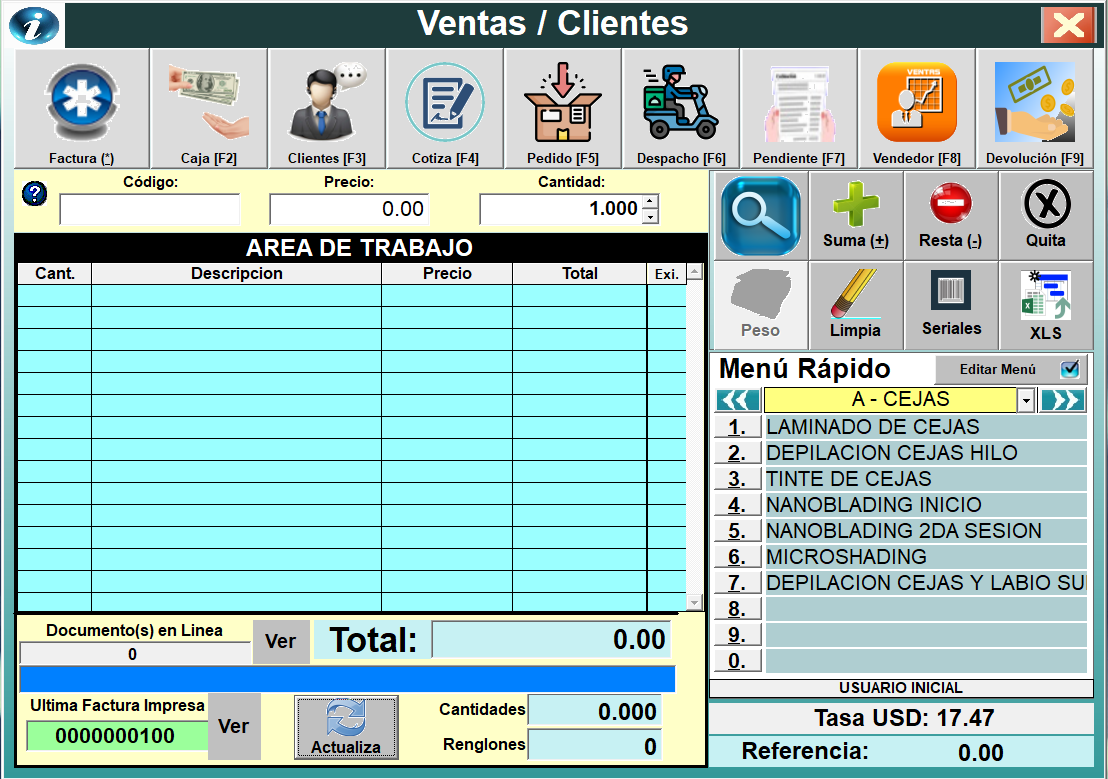 Ventas / Clientes
Factura (*)
Caja [F2]
Clientes [F3]
Cotiza [F4]
Pedido [F5]
Despacho [F6]
Pendiente [F7]
VENTAS
Vendedor [F8]
Devolución [F9]
Código:
Precio:
0.00
Cantidad:
1.000
Suma (+)
Resta (-)
Quita
Peso
Limpia
Seriales
XLS
AREA DE TRABAJO
Cant.
Descripcion
Precio
Total
Exi.
Menú Rápido
Editar Menú
A - CEJAS
1. LAMINADO DE CEJAS
2. DEPILACION CEJAS HILO
3. TINTE DE CEJAS
4. NANOBLADING INICIO
5. NANOBLADING 2DA SESION
6. MICROSHADING
7. DEPILACION CEJAS Y LABIO SU
8.
9.
0.
USUARIO INICIAL
Tasa USD: 17.47
Referencia: 0.00
Documento(s) en Linea
0
Ver
Total: 0.00
Ultima Factura Impresa
0000000100
Ver
Actualiza
Cantidades 0.000
Renglones 0